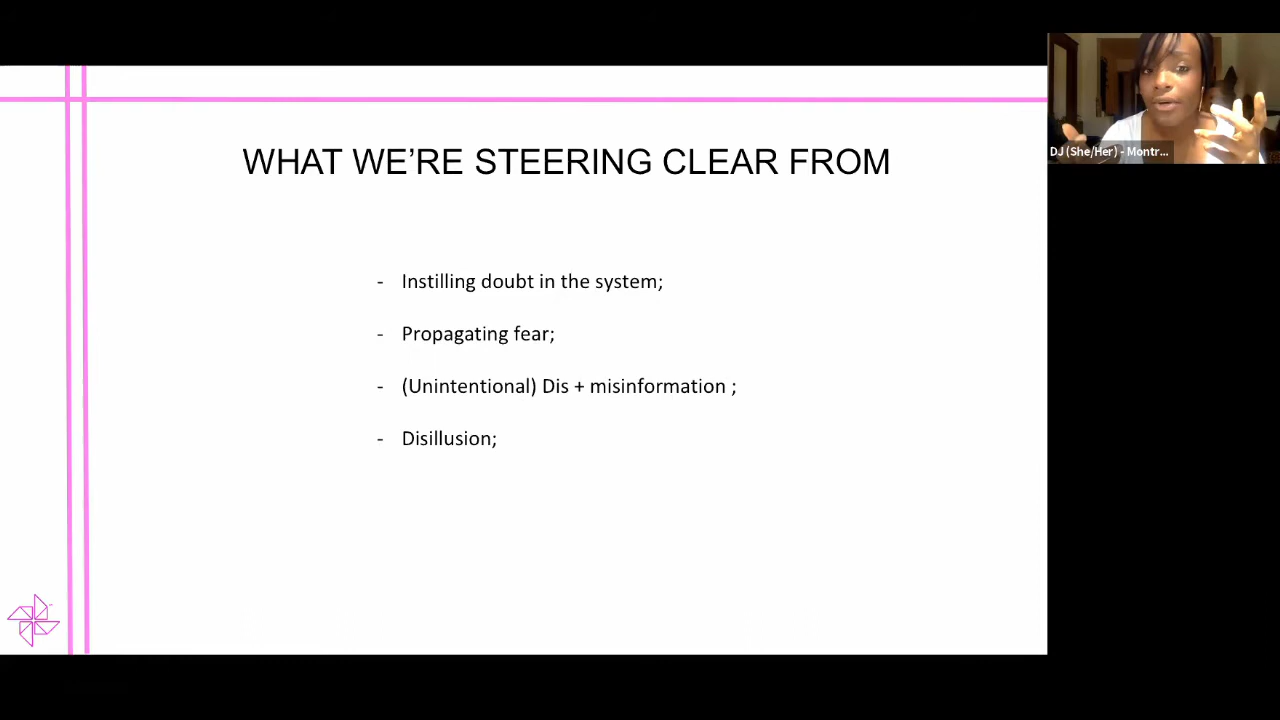 WHAT WE’RE STEERING CLEAR FROM
- Instilling doubt in the system;
- Propagating fear;
- (Unintentional) Dis + misinformation ;
- Disillusion;
DJ (She/Her) - Montr...